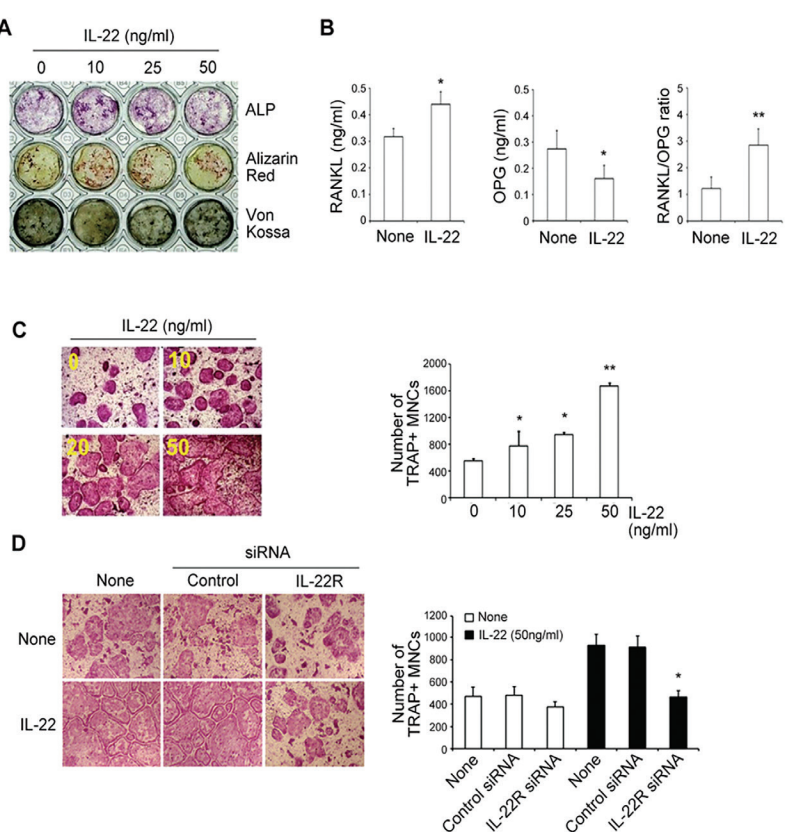 A
IL-22 (ng/ml)
0 10 25 50
ALP
Alizarin
Red
Von
Kossa
B
RANKL (ng/ml)
0.5
0.4
0.3
0.2
0.1
0
*
None IL-22
OPG (ng/ml)
0.5
0.4
0.3
0.2
0.1
0
*
None IL-22
RANKL/OPG ratio
5
4
3
2
1
0
**
None IL-22
C
IL-22 (ng/ml)
0 10
20 50
Number of
TRAP+ MNCs
2000
1600
1200
800
400
0
* * **
0 10 25 50 IL-22
(ng/ml)
D
siRNA
None Control IL-22R
None
IL-22
Number of
TRAP+ MNCs
1200
1000
800
600
400
200
0
None
IL-22 (50ng/ml)
*
None
Control siRNA
IL-22R siRNA
None
Control siRNA
IL-22R siRNA